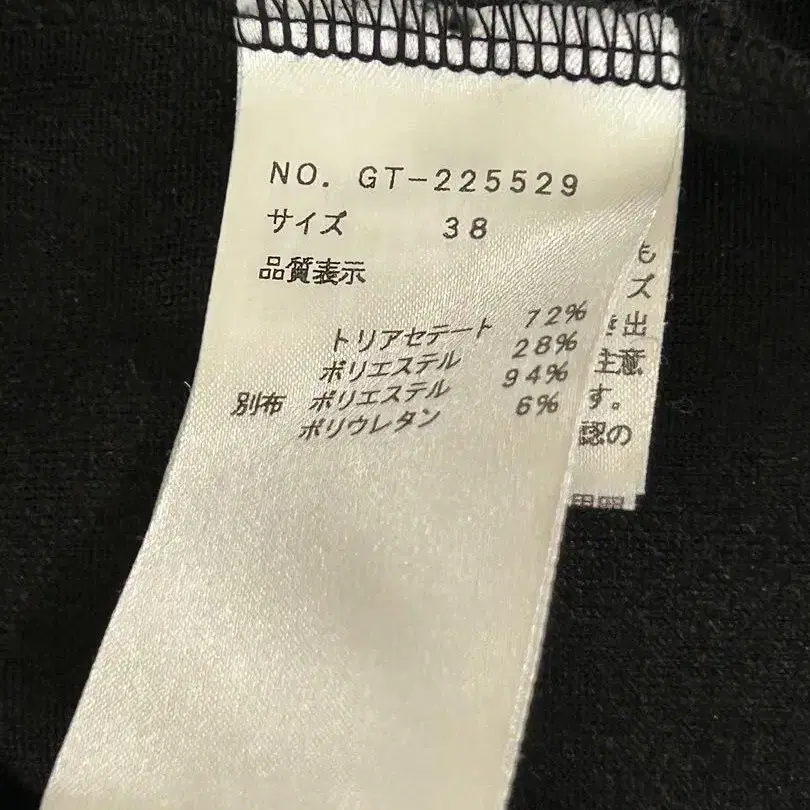 NO. GT-225529
サイズ 38
品質表示
トリアセテート 72%
ポリエステル 28%
別布 ポリエステル 94%
ポリウレタン 6%
も
ズ
き出
主意
す。
認の